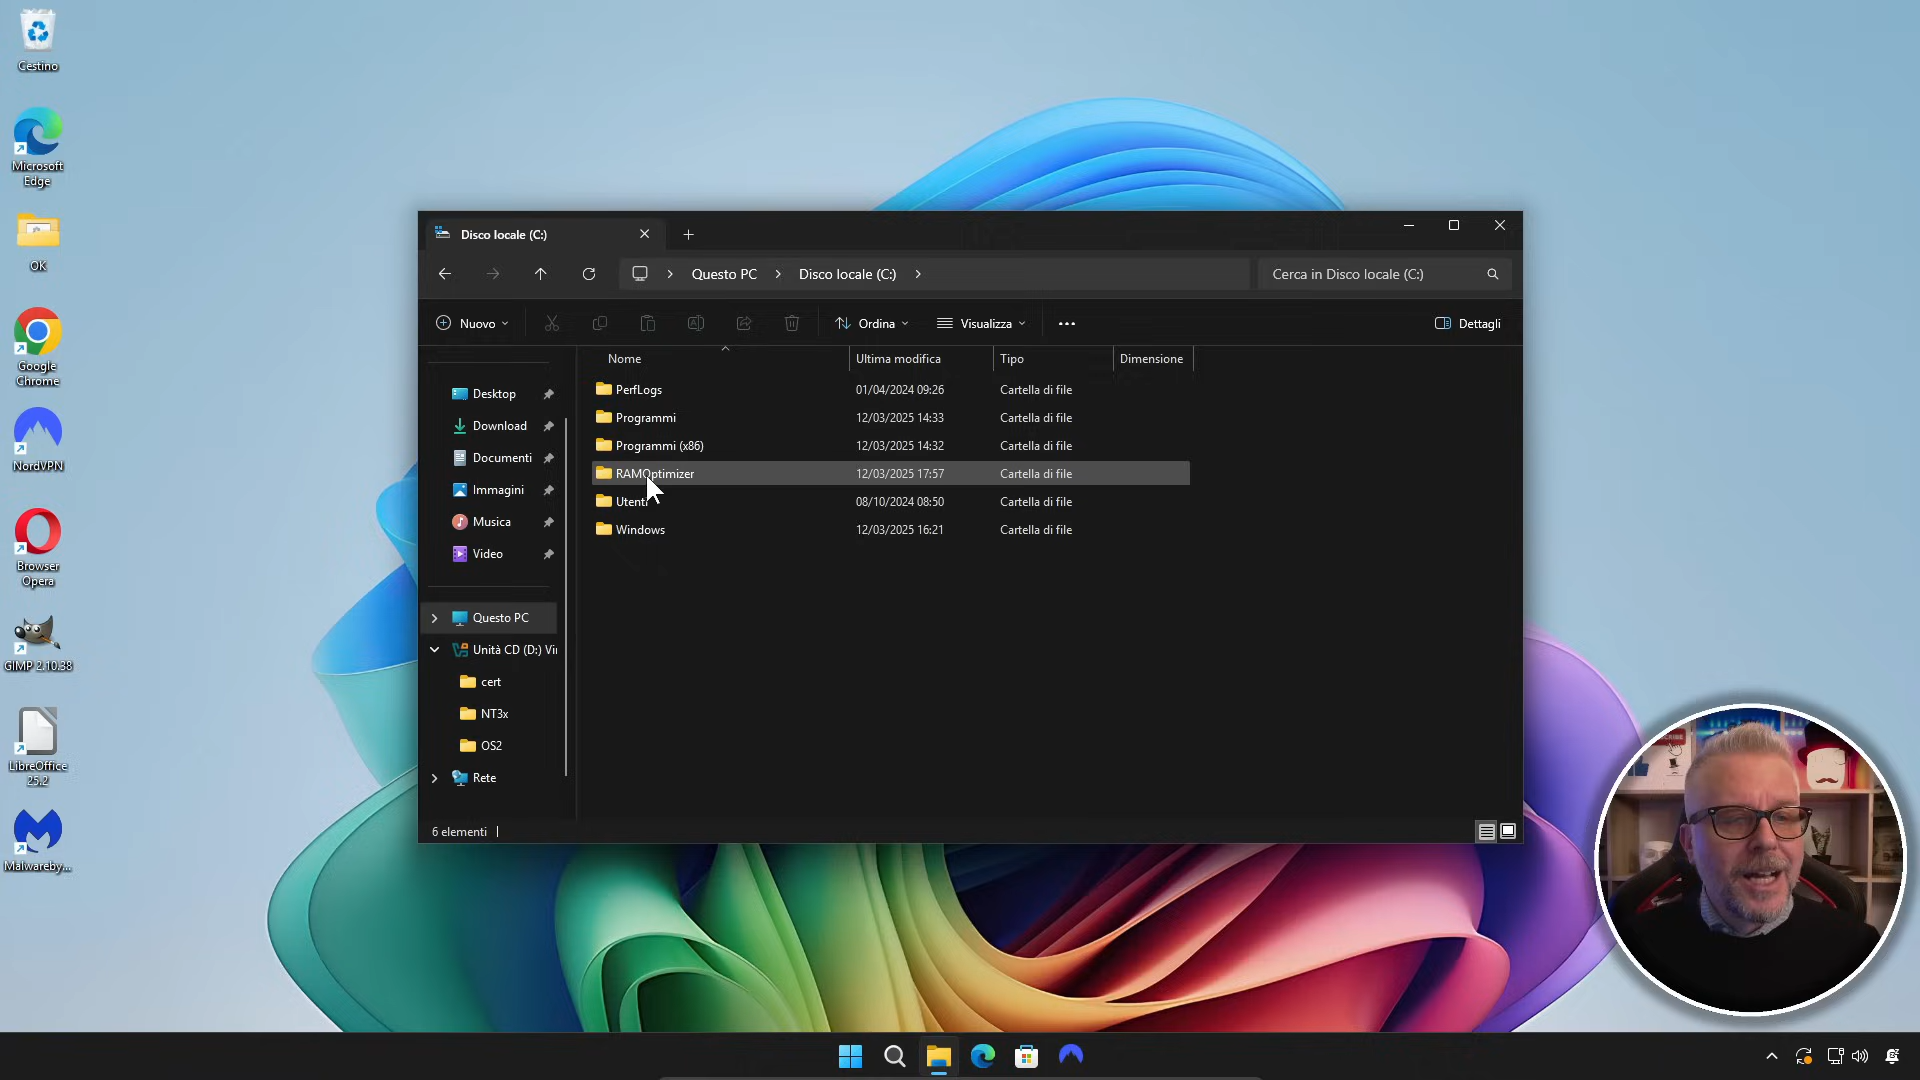 Cestino
Microsoft
Edge
OK
Google
Chrome
NordVPN
Browser
Opera
GIMP 2.10.38
LibreOffice
25.2
Malwareby...
Disco locale (C:)
Questo PC
Disco locale (C:)
Cerca in Disco locale (C:)
Nuovo
Ordina
Visualizza
Dettagli
Nome
Ultima modifica
Tipo
Dimensione
PerfLogs 01/04/2024 09:26 Cartella di file
Programmi 12/03/2025 14:33 Cartella di file
Programmi (x86) 12/03/2025 14:32 Cartella di file
RAMOptimizer 12/03/2025 17:57 Cartella di file
Utenti 08/10/2024 08:50 Cartella di file
Windows 12/03/2025 16:21 Cartella di file
Desktop
Download
Documenti
Immagini
Musica
Video
Questo PC
Unità CD (D:) Vir
cert
NT3x
OS2
Rete
6 elementi